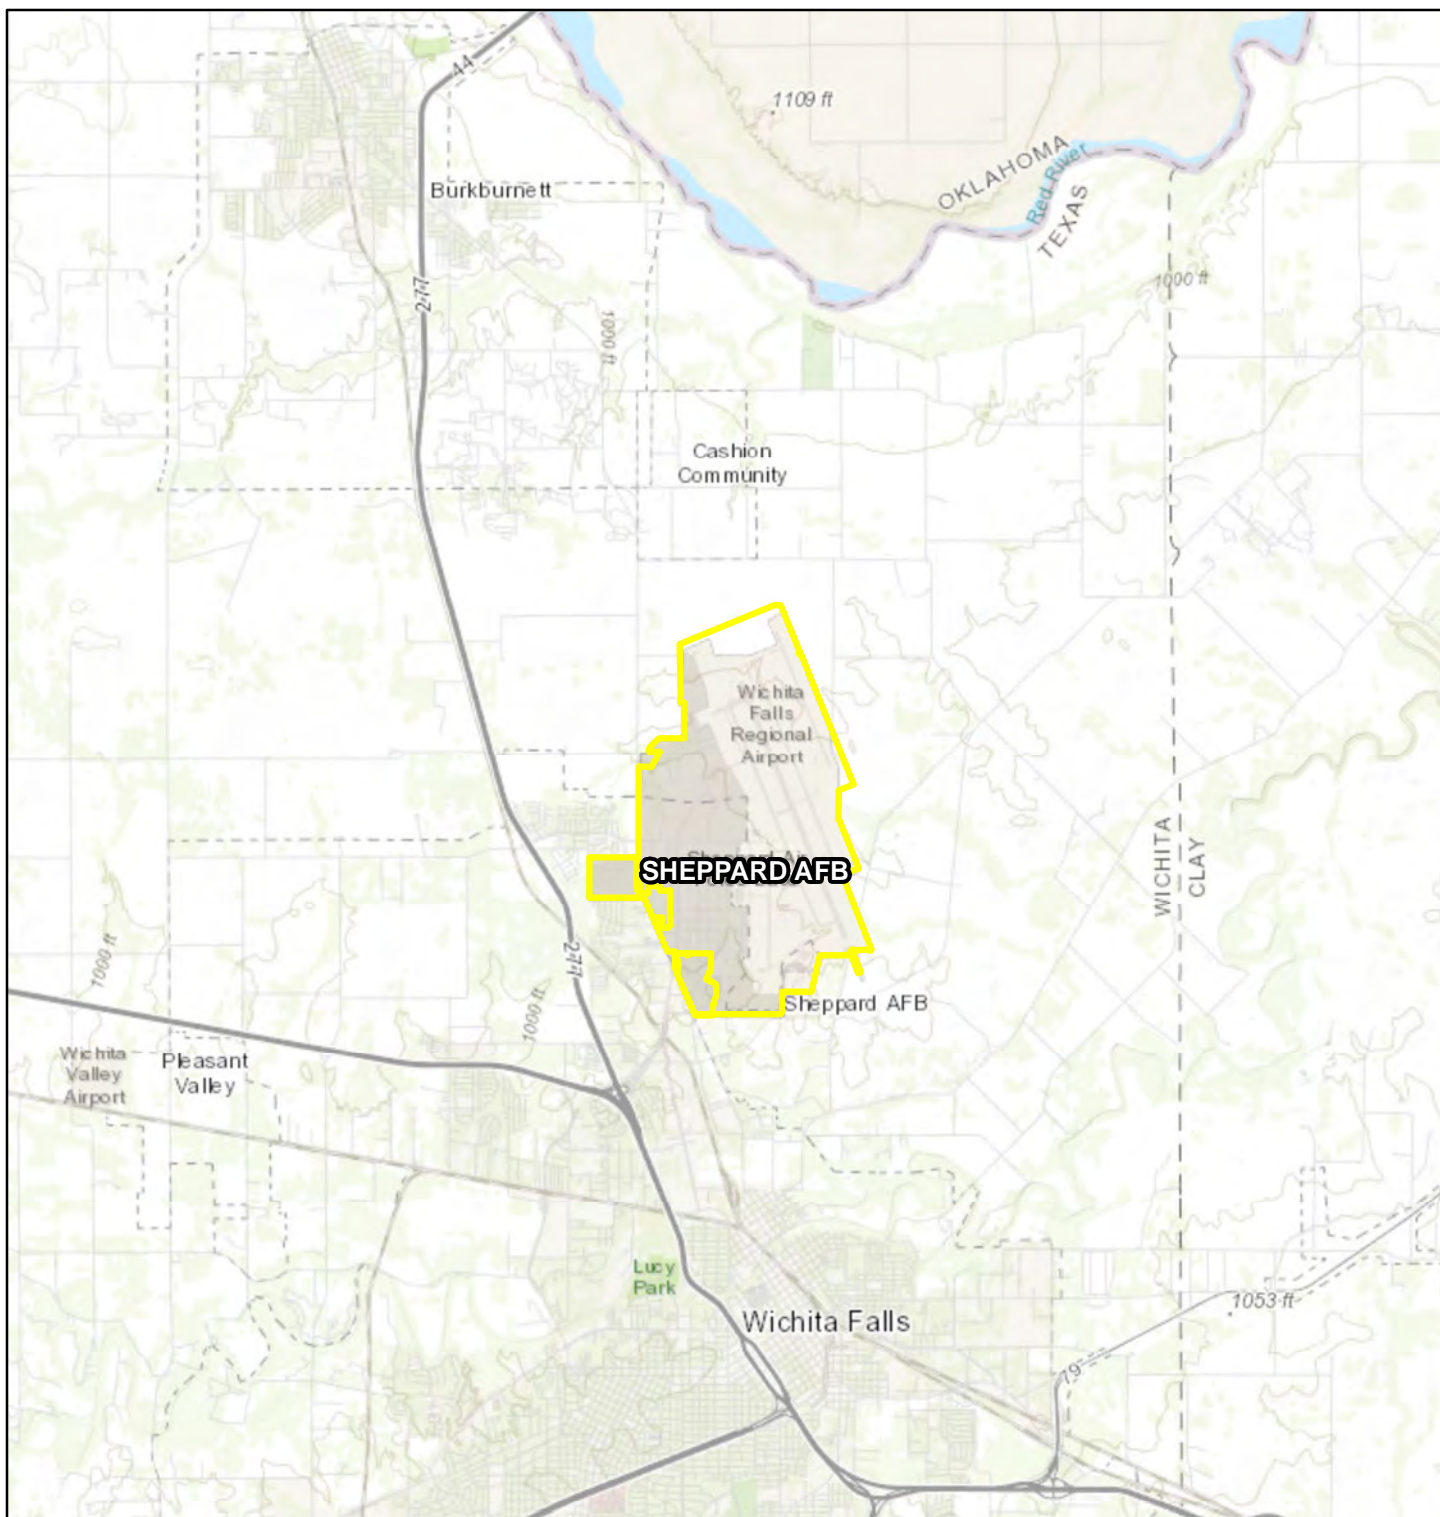 44
1109 ft
OKLAHOMA
Red River
TEXAS
Burkburnett
277
1000 ft
1000 ft
Cashion
Community
Wichita
Falls
Regional
Airport
WICHITA
CLAY
SHEPPARD AFB
277
1000 ft
1000 ft
Sheppard AFB
Wichita
Valley
Airport
Pleasant
Valley
Lucy
Park
Wichita Falls
1053 ft
79